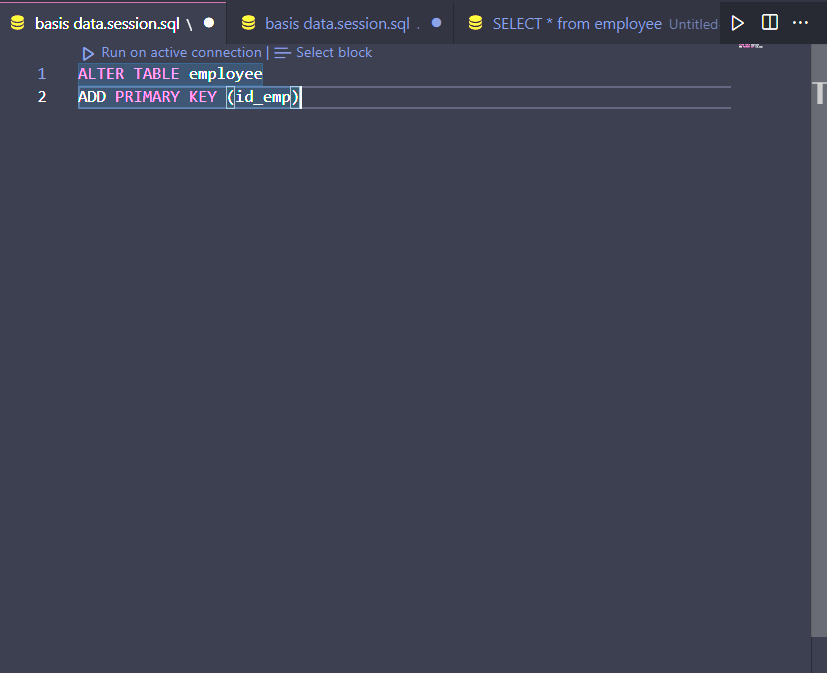 basis data.session.sql \
basis data.session.sql .
SELECT * from employee Untitled-
Run on active connection | Select block
1 ALTER TABLE employee
2 ADD PRIMARY KEY (id_emp)